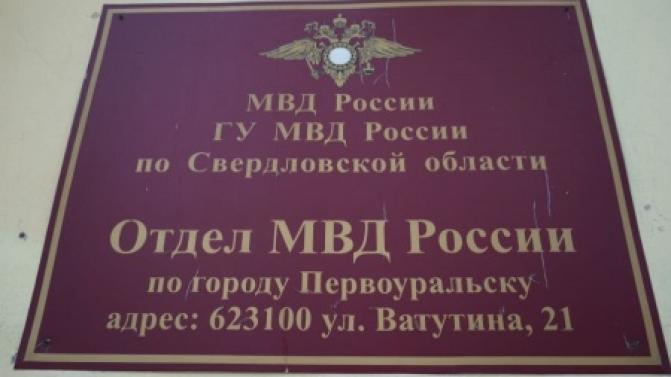 МВД России
ГУ МВД России
по Свердловской области
Отдел МВД России
по городу Первоуральску
адрес: 623100 ул. Ватутина, 21